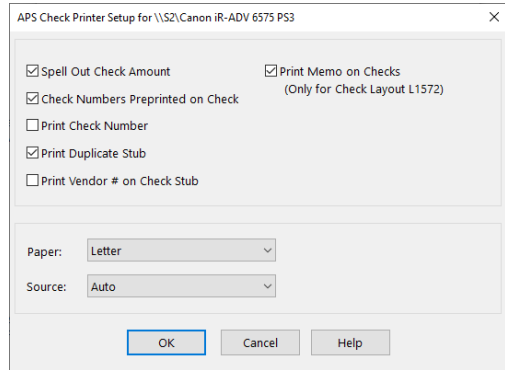 APS Check Printer Setup for \\S2\Canon iR-ADV 6575 PS3
Spell Out Check Amount
Check Numbers Preprinted on Check
Print Check Number
Print Duplicate Stub
Print Vendor # on Check Stub
Print Memo on Checks
(Only for Check Layout L1572)
Paper: Letter
Source: Auto
OK Cancel Help